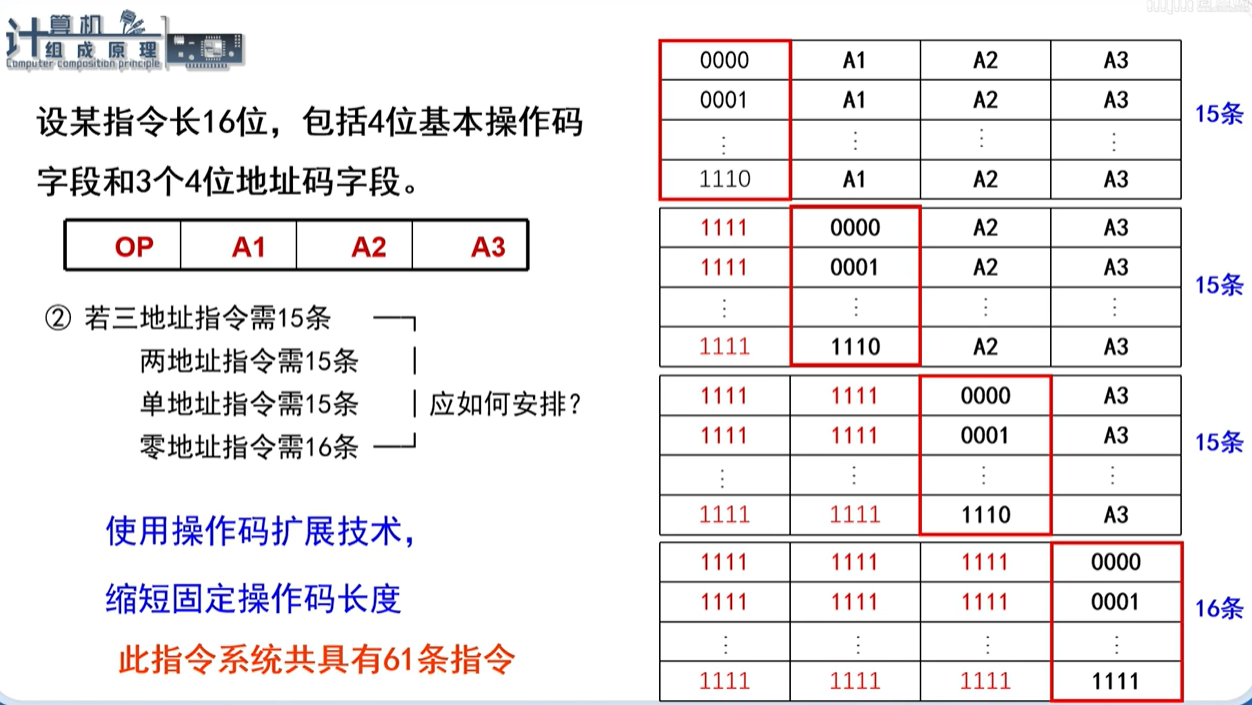 计算机
组成原理
Computer composition principle
设某指令长16位，包括4位基本操作码
字段和3个4位地址码字段。
OP A1 A2 A3
② 若三地址指令需15条
两地址指令需15条
单地址指令需15条 应如何安排？
零地址指令需16条
使用操作码扩展技术，
缩短固定操作码长度
此指令系统共具有61条指令
0000 A1 A2 A3
0001 A1 A2 A3
⋮ ⋮ ⋮ ⋮
1110 A1 A2 A3
15条
1111 0000 A2 A3
1111 0001 A2 A3
⋮ ⋮ ⋮ ⋮
1111 1110 A2 A3
15条
1111 1111 0000 A3
1111 1111 0001 A3
⋮ ⋮ ⋮ ⋮
1111 1111 1110 A3
15条
1111 1111 1111 0000
1111 1111 1111 0001
⋮ ⋮ ⋮ ⋮
1111 1111 1111 1111
16条